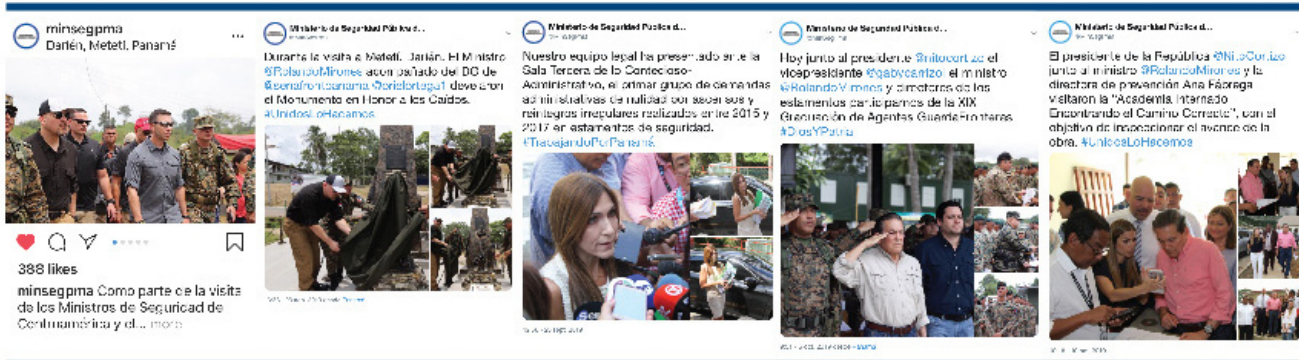 minsegpma
Darién, Metetí, Panamá
388 likes
minsegpma Como parte de la visita
de los Ministros de Seguridad de
Centroamérica y el... more
Ministerio de Seguridad Pública d...
Durante la visita a Metetí, Darién. El Ministro
@RolandoMirones acompañado del DG de
@senafrontpanama @orielortega1 develaron
el Monumento en Honor a los Caídos.
#UnidosLoHacemos
Ministerio de Seguridad Pública d...
Nuestro equipo legal ha presentado ante la
Sala Tercera de lo Contecioso-
Administrativo, el primer grupo de demandas
administrativas de nulidad por ascensos y
reintegros irregulares realizados entre 2015 y
2017 en estamentos de seguridad.
#TrabajandoPorPanamá
Ministerio de Seguridad Pública d...
Hoy junto al presidente @nitocortizo el
vicepresidente @gabycarrizo, el ministro
@RolandoMirones y directores de los
estamentos participamos de la XIX
Graduación de Agentes Guardafronteras.
#DiosYPatria
Ministerio de Seguridad Pública d...
El presidente de la República @NitoCortizo
junto al ministro @RolandoMirones y la
directora de prevención Ana Fábrega
visitaron la "Academia Internado
Encontrando el Camino Correcto", con el
objetivo de inspeccionar el avance de la
obra. #UnidosLoHacemos